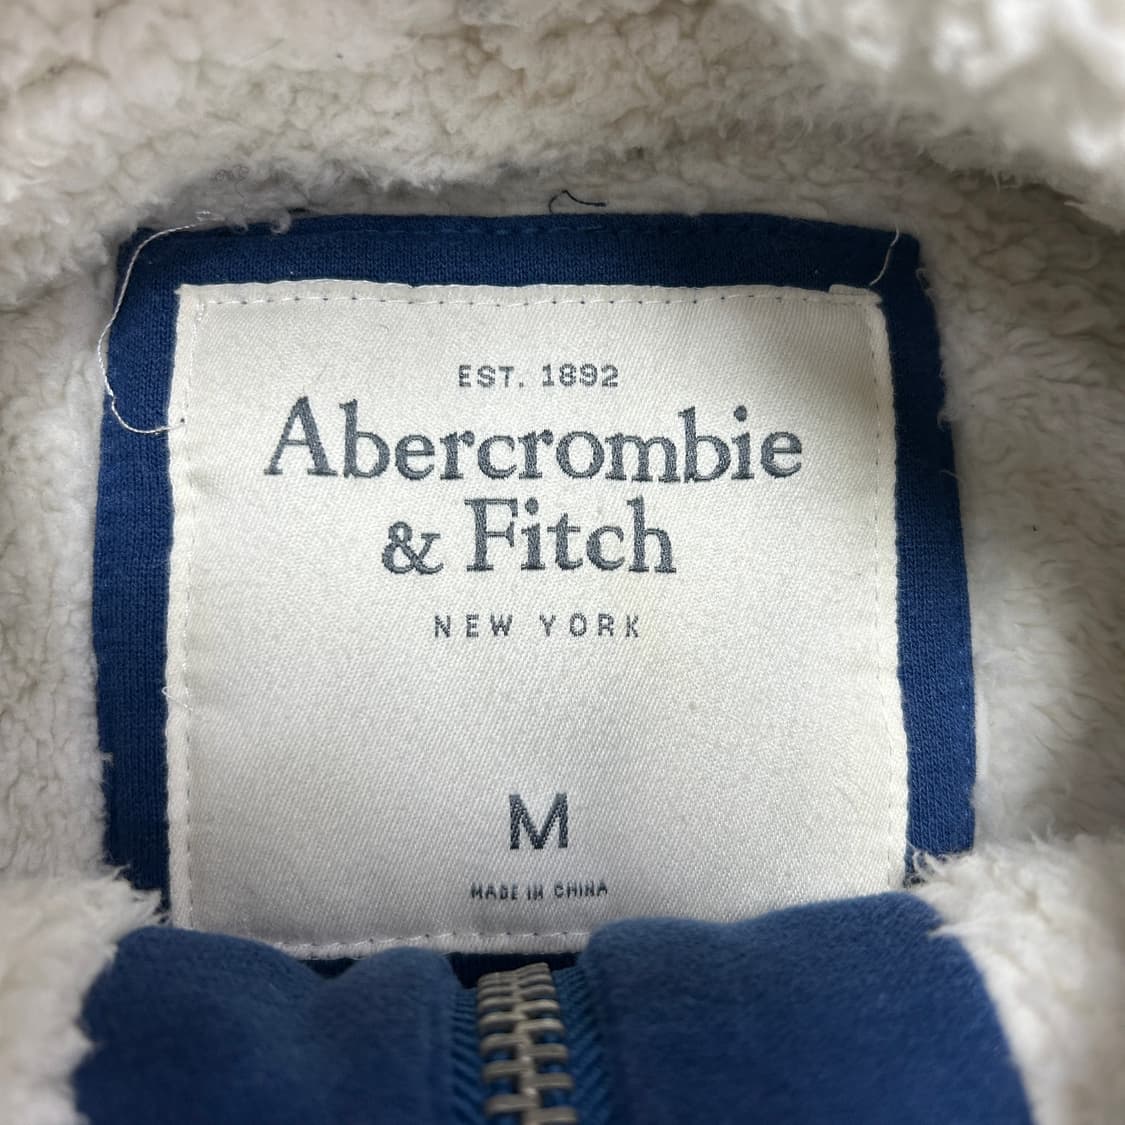 EST. 1892
Abercrombie
& Fitch
NEW YORK
M
MADE IN CHINA